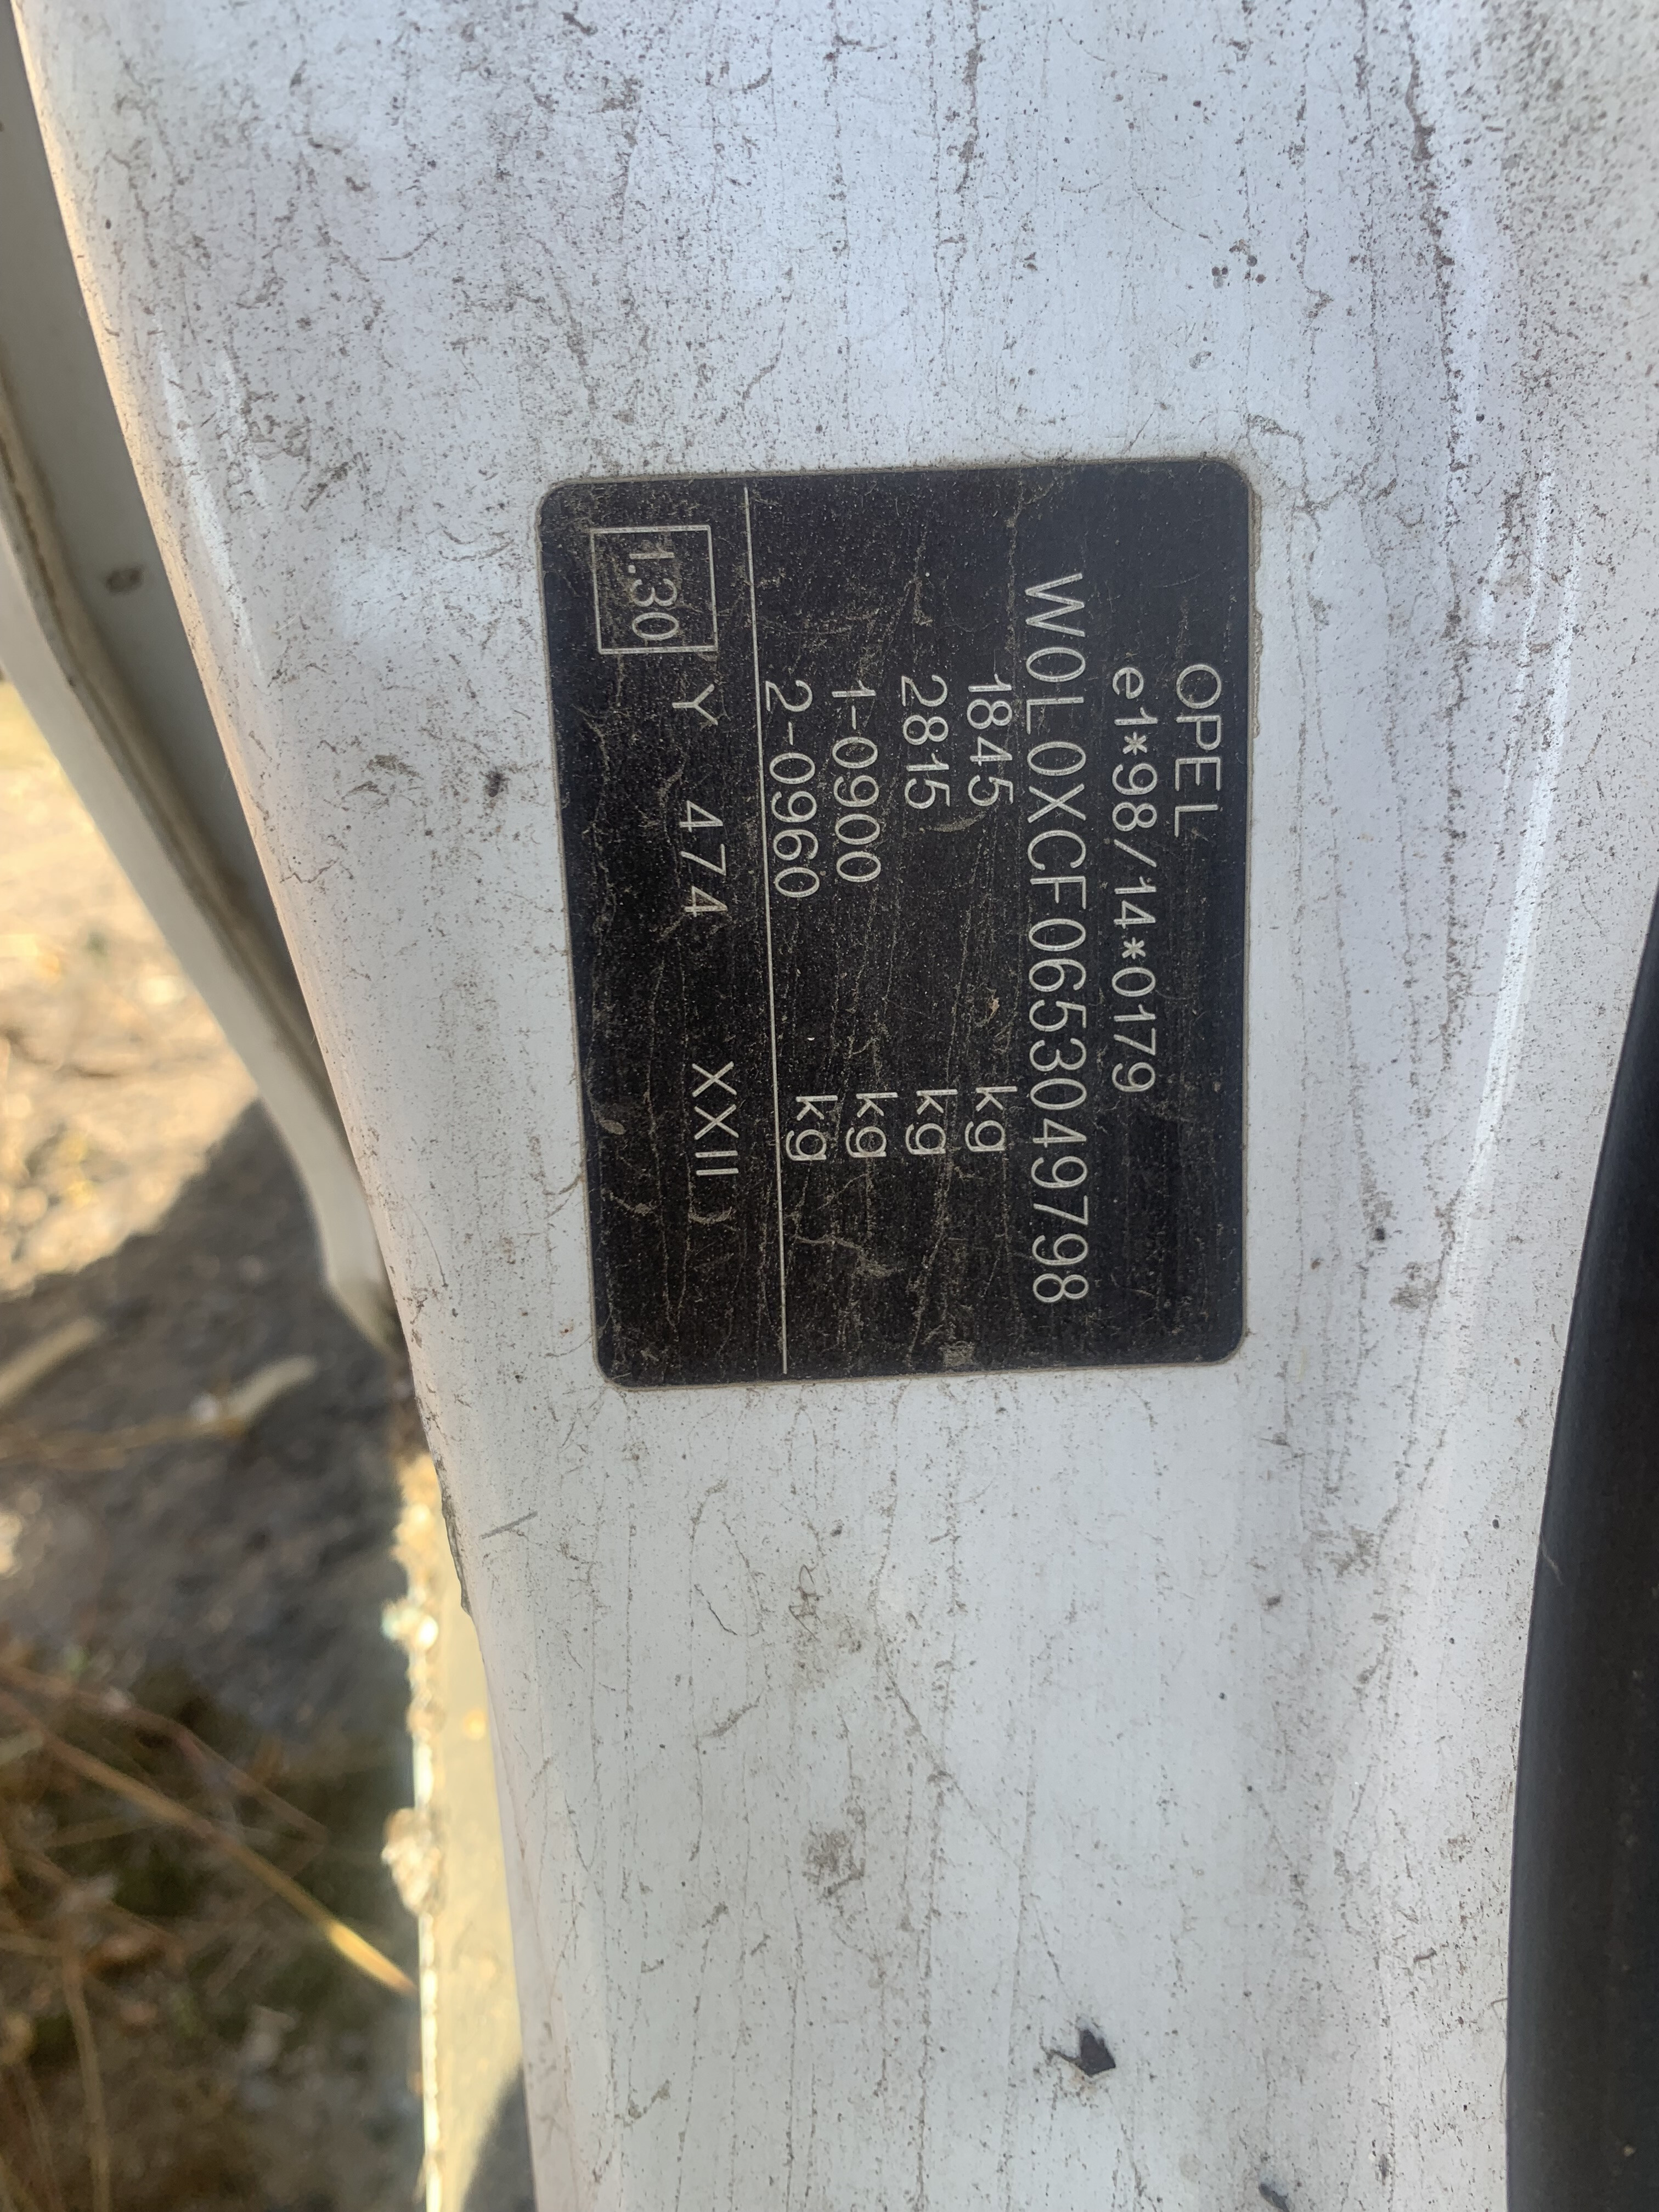 OPEL
e1*98/14*0179
W0L0XCF0653049798
1845 kg
2815 kg
1-0900 kg
2-0960 kg
1.30 Y 474 XXII